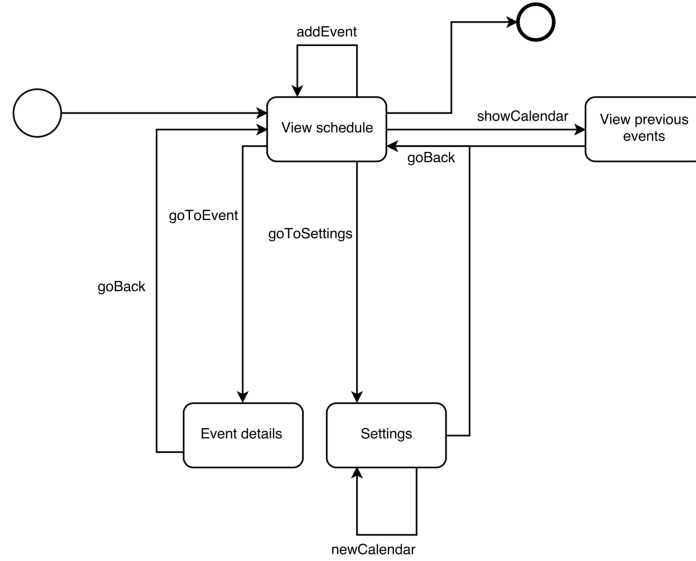 addEvent
View schedule
showCalendar
View previous
events
goBack
goToEvent
goToSettings
goBack
Event details
Settings
newCalendar